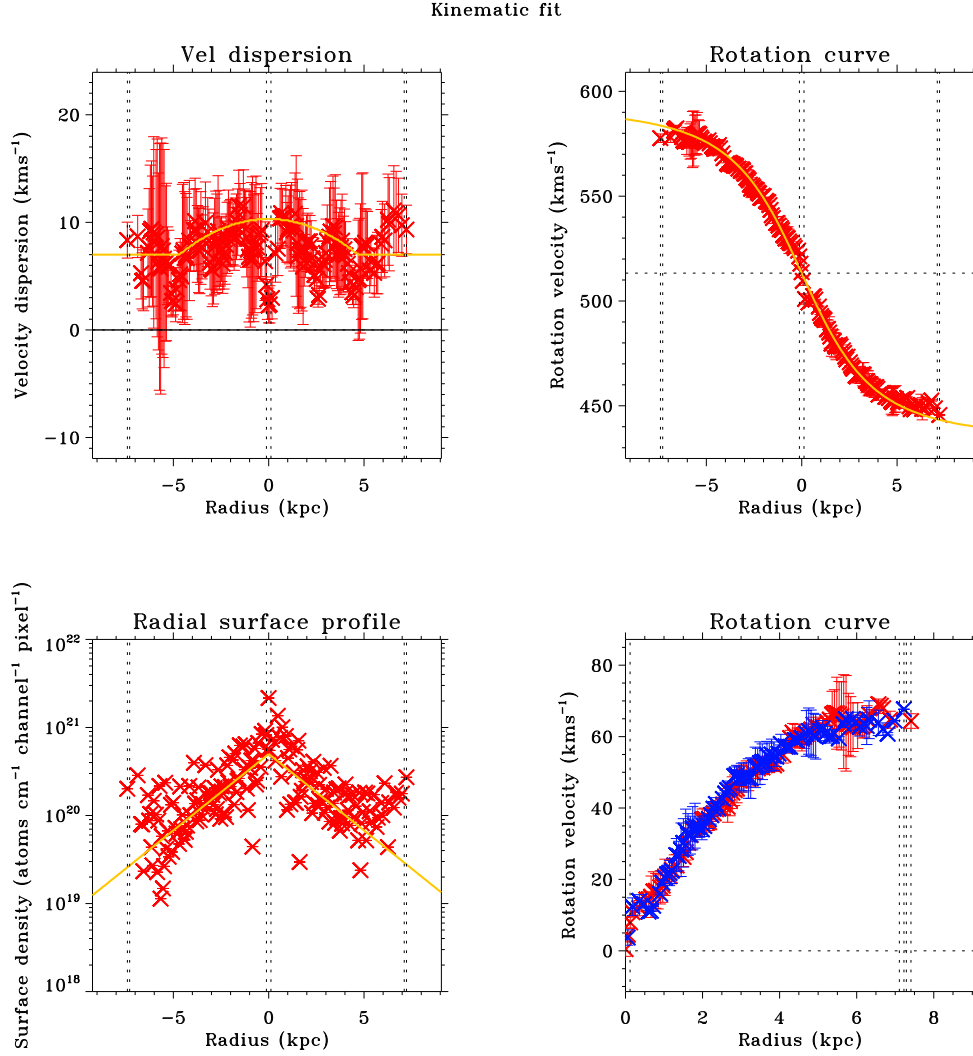 Kinematic fit
Vel dispersion
Velocity dispersion (kms⁻¹)
20
10
0
−10
−5 0 5
Radius (kpc)
Rotation curve
Rotation velocity (kms⁻¹)
600
550
500
450
−5 0 5
Radius (kpc)
Radial surface profile
Surface density (atoms cm⁻¹ channel⁻¹ pixel⁻¹)
10²²
10²¹
10²⁰
10¹⁹
10¹⁸
−5 0 5
Radius (kpc)
Rotation curve
Rotation velocity (kms⁻¹)
80
60
40
20
0
0 2 4 6 8
Radius (kpc)